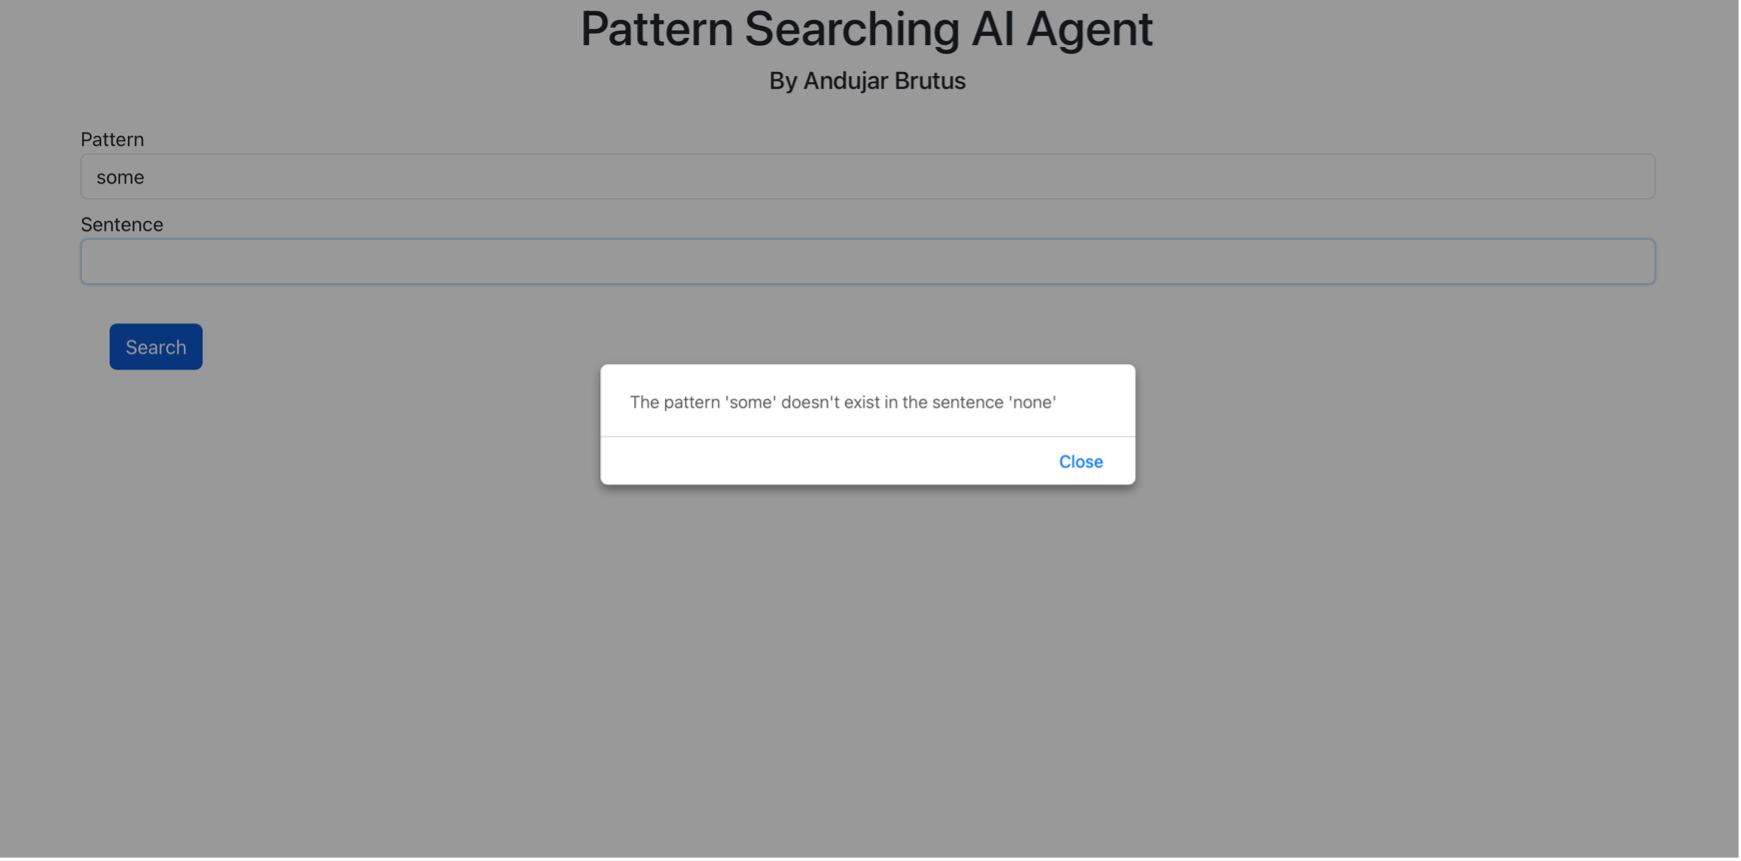 Pattern Searching AI Agent
By Andujar Brutus
Pattern
some
Sentence
Search
The pattern 'some' doesn't exist in the sentence 'none'
Close